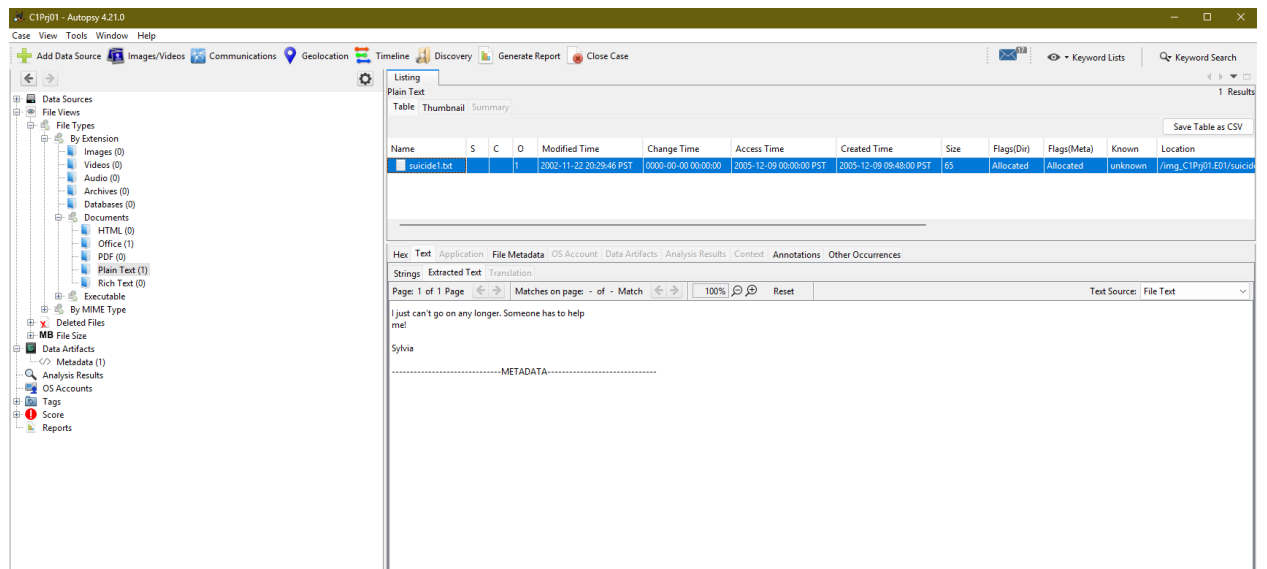 C1Prj01 - Autopsy 4.21.0
Case View Tools Window Help
Add Data Source Images/Videos Communications Geolocation Timeline Discovery Generate Report Close Case Keyword Lists Keyword Search
Listing
Plain Text 1 Results
Table Thumbnail Summary
Save Table as CSV
Name S C O Modified Time Change Time Access Time Created Time Size Flags(Dir) Flags(Meta) Known Location
suicide1.txt 1 2002-11-22 20:29:46 PST 0000-00-00 00:00:00 2005-12-09 00:00:00 PST 2005-12-09 09:48:00 PST 65 Allocated Allocated unknown /img_C1Prj01.E01/suicid
Data Sources
File Views
File Types
By Extension
Images (0)
Videos (0)
Audio (0)
Archives (0)
Databases (0)
Documents
HTML (0)
Office (1)
PDF (0)
Plain Text (1)
Rich Text (0)
Executable
By MIME Type
Deleted Files
MB File Size
Data Artifacts
Metadata (1)
Analysis Results
OS Accounts
Tags
Score
Reports
Hex Text Application File Metadata OS Account Data Artifacts Analysis Results Context Annotations Other Occurrences
Strings Extracted Text Translation
Page: 1 of 1 Page Matches on page: - of - Match 100% Reset Text Source: File Text
I just can't go on any longer. Someone has to help
me!
Sylvia
------------------------------METADATA------------------------------